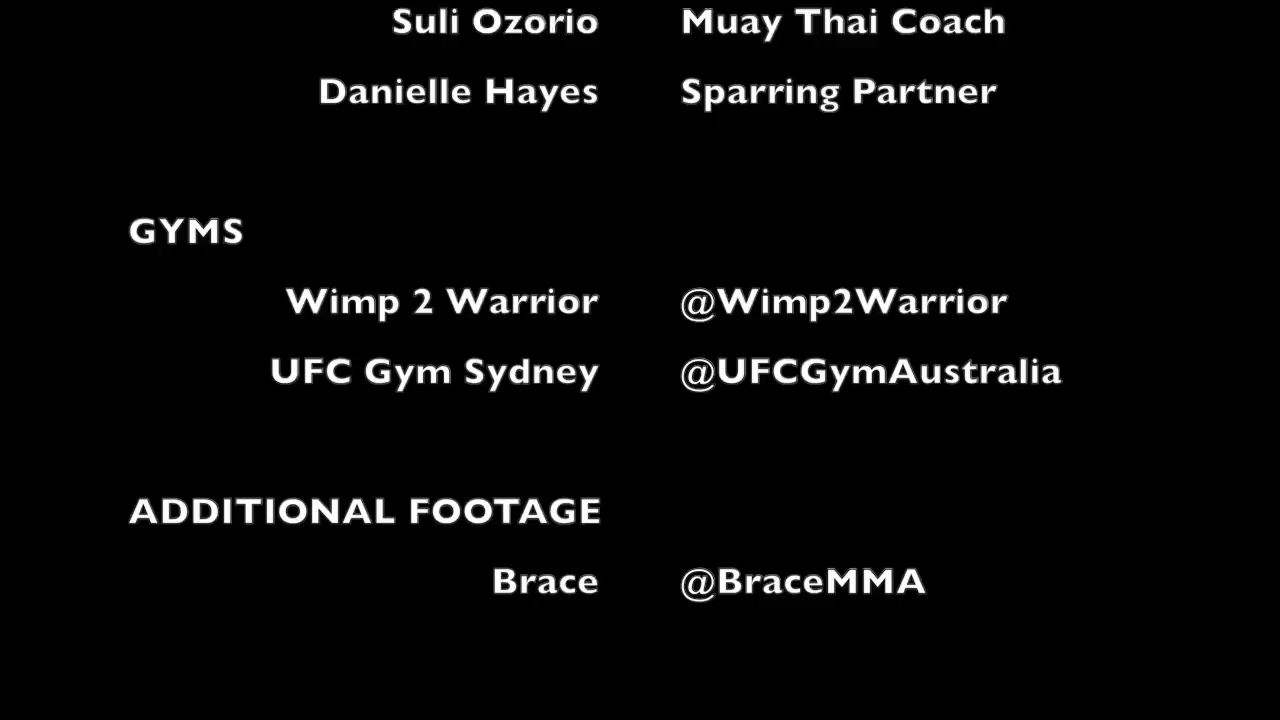 Suli Ozorio Muay Thai Coach
Danielle Hayes Sparring Partner
GYMS
Wimp 2 Warrior @Wimp2Warrior
UFC Gym Sydney @UFCGymAustralia
ADDITIONAL FOOTAGE
Brace @BraceMMA